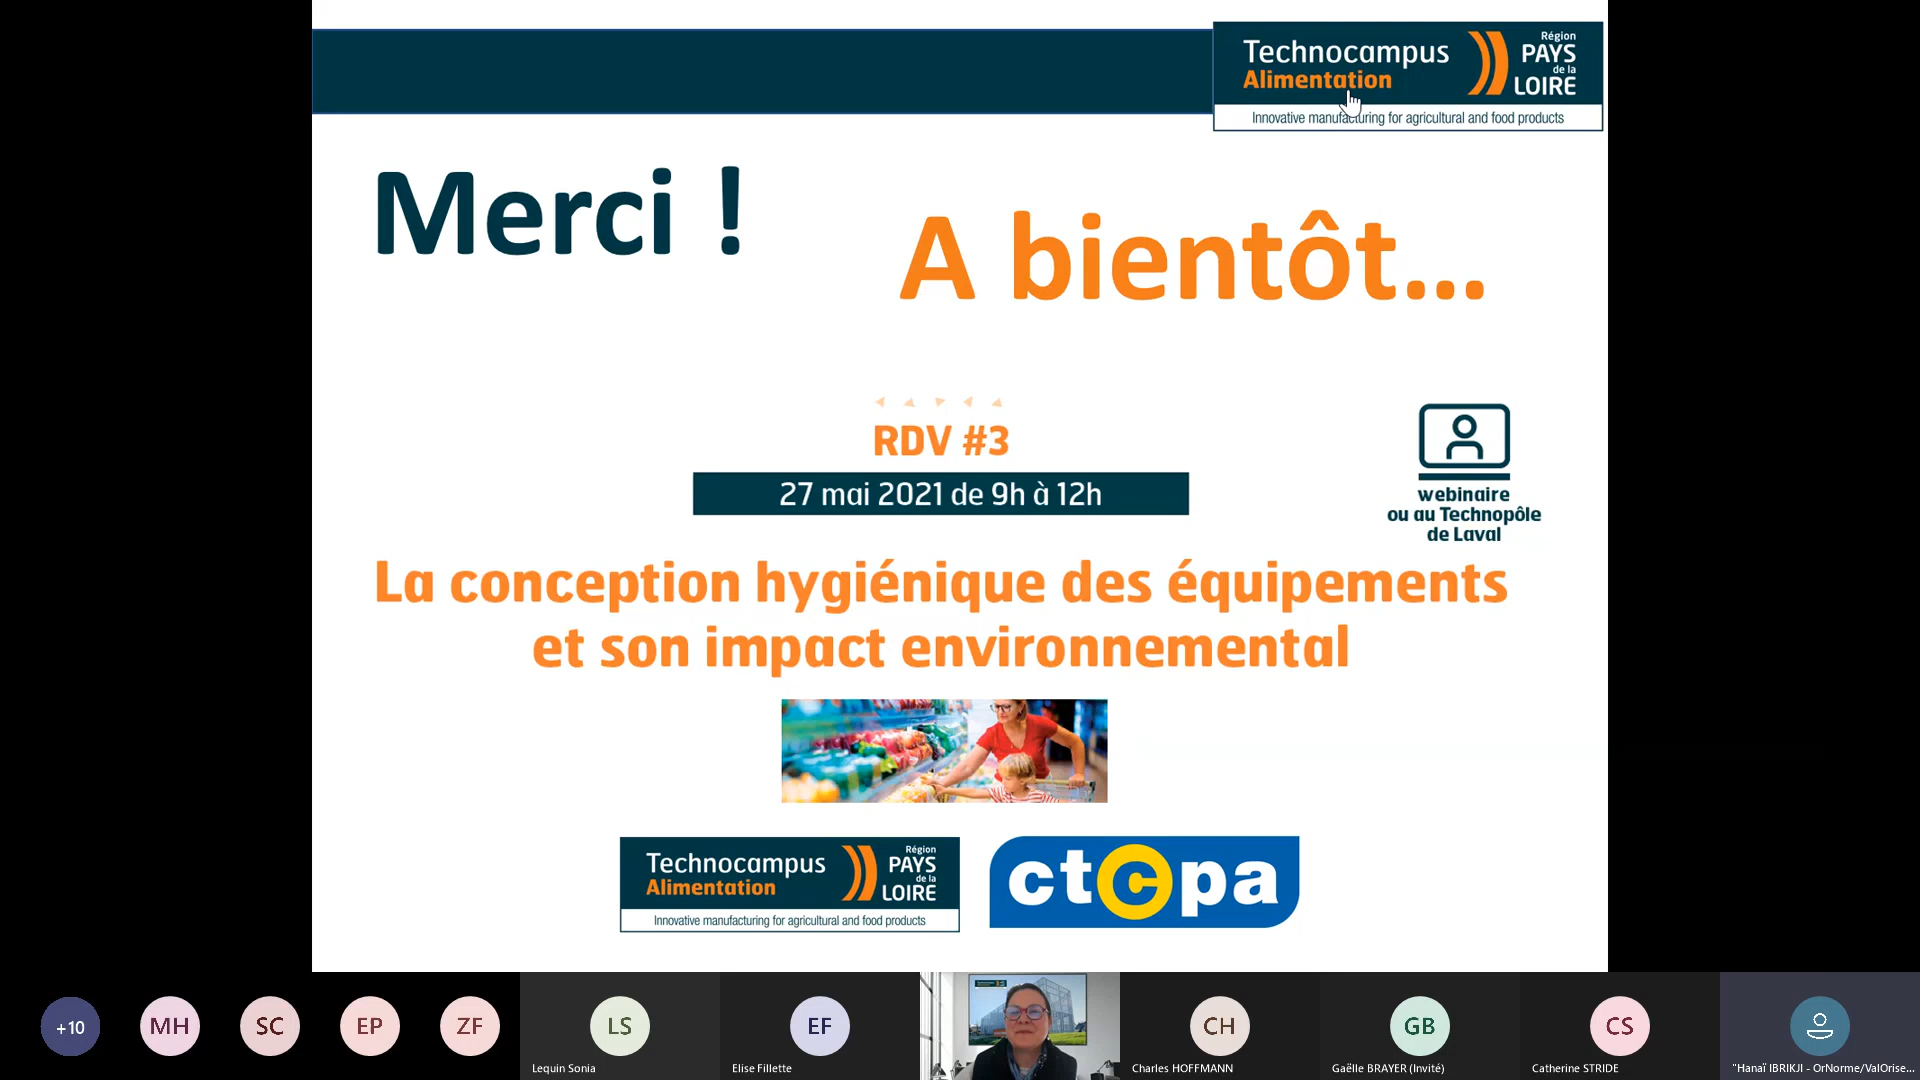 Technocampus
Alimentation
Région
PAYS
de la
LOIRE
Innovative manufacturing for agricultural and food products
Merci !
A bientôt...
RDV #3
27 mai 2021 de 9h à 12h
webinaire
ou au Technopôle
de Laval
La conception hygiénique des équipements
et son impact environnemental
Technocampus
Alimentation
Région
PAYS
de la
LOIRE
Innovative manufacturing for agricultural and food products
ctcpa
+10
MH
SC
EP
ZF
LS
Lequin Sonia
EF
Elise Fillette
CH
Charles HOFFMANN
GB
Gaëlle BRAYER (Invité)
CS
Catherine STRIDE
"Hanaï IBRIKJI - OrNorme/ValOrise...